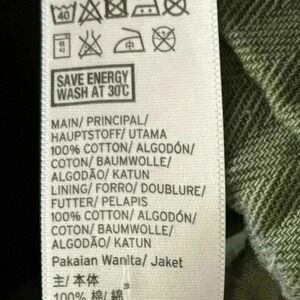 40
SAVE ENERGY
WASH AT 30°C
MAIN/ PRINCIPAL/
HAUPTSTOFF/ UTAMA
100% COTTON/ ALGODÓN/
COTON/ BAUMWOLLE/
ALGODÃO/ KATUN
LINING/ FORRO/ DOUBLURE/
FUTTER/ PELAPIS
100% COTTON/ ALGODÓN/
COTON/ BAUMWOLLE/
ALGODÃO/ KATUN
Pakaian Wanita/ Jaket
主/ 本体
100% 棉/ 綿